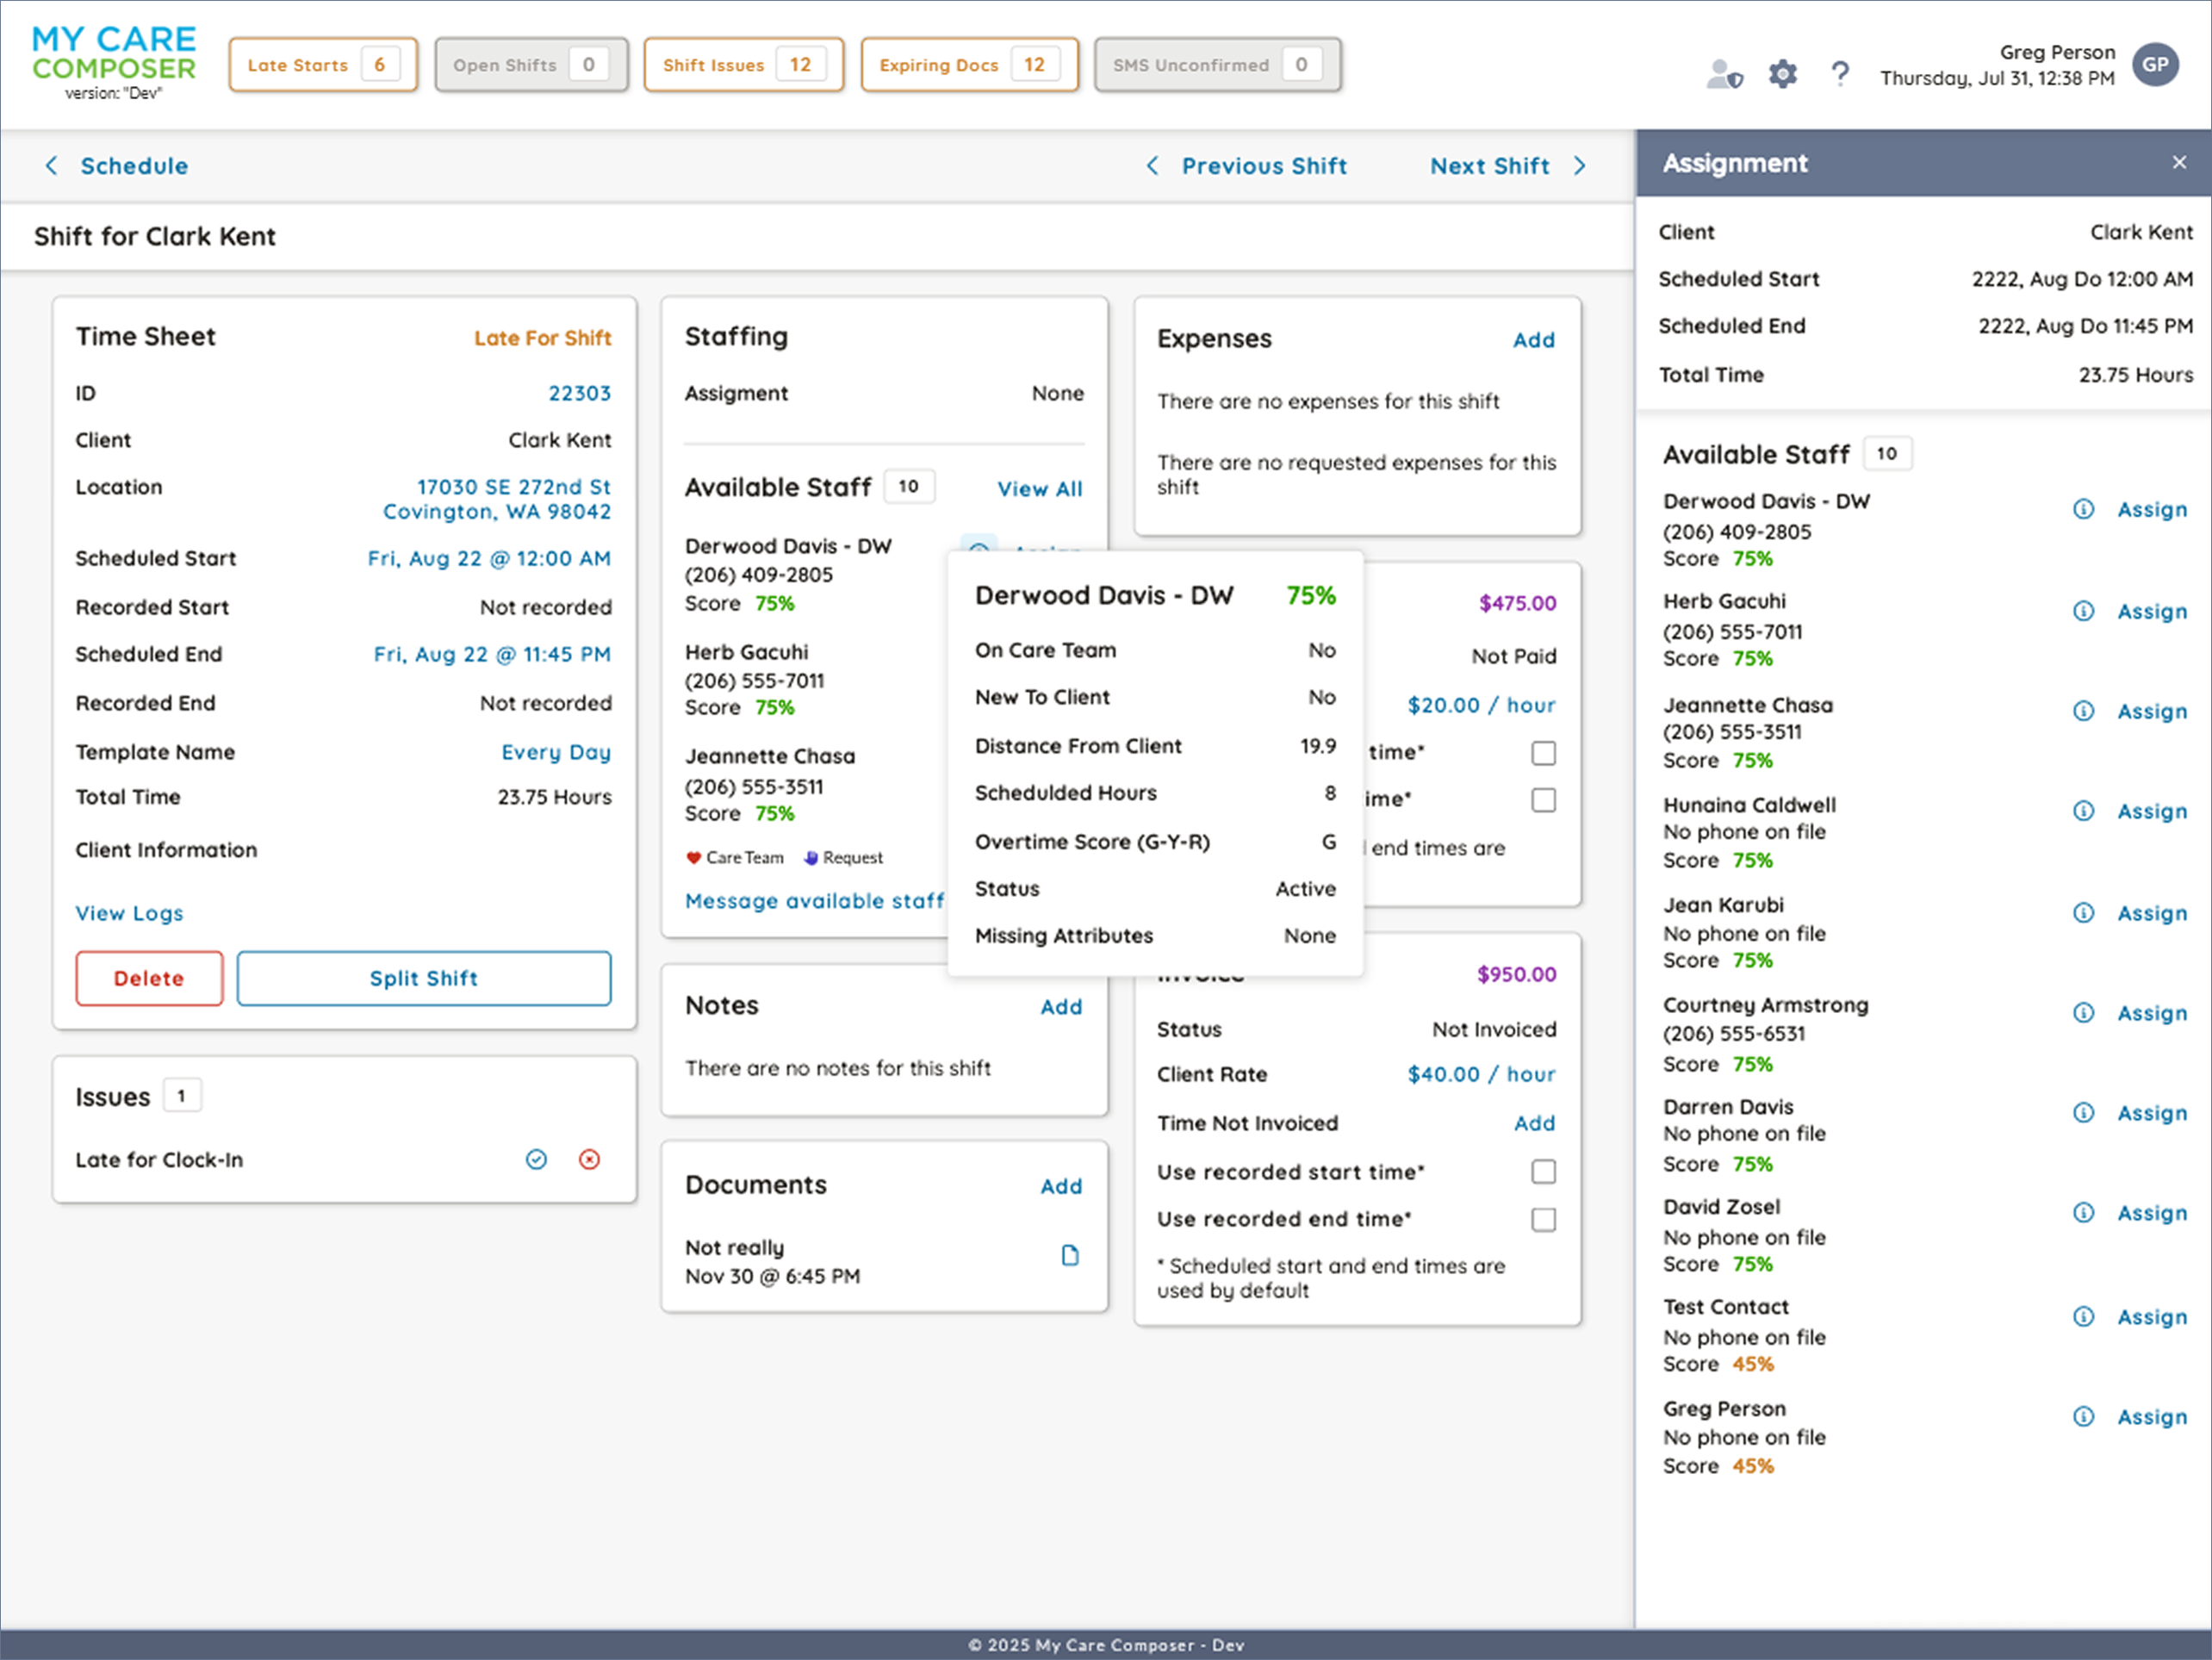 MY CARE
COMPOSER
version: "Dev"
Late Starts 6
Open Shifts 0
Shift Issues 12
Expiring Docs 12
SMS Unconfirmed 0
Greg Person
Thursday, Jul 31, 12:38 PM
GP
Schedule
Previous Shift
Next Shift
Shift for Clark Kent
Time Sheet Late For Shift
ID 22303
Client Clark Kent
Location 17030 SE 272nd St
Covington, WA 98042
Scheduled Start Fri, Aug 22 @ 12:00 AM
Recorded Start Not recorded
Scheduled End Fri, Aug 22 @ 11:45 PM
Recorded End Not recorded
Template Name Every Day
Total Time 23.75 Hours
Client Information
View Logs
Delete Split Shift
Issues 1
Late for Clock-In
Staffing
Assigment None
Available Staff 10 View All
Derwood Davis - DW
(206) 409-2805
Score 75%
Herb Gacuhi
(206) 555-7011
Score 75%
Jeannette Chasa
(206) 555-3511
Score 75%
Care Team Request
Message available staff
Derwood Davis - DW 75%
On Care Team No
New To Client No
Distance From Client 19.9
Schedulded Hours 8
Overtime Score (G-Y-R) G
Status Active
Missing Attributes None
Notes Add
There are no notes for this shift
Documents Add
Not really
Nov 30 @ 6:45 PM
Expenses Add
There are no expenses for this shift
There are no requested expenses for this
shift
$475.00
Not Paid
$20.00 / hour
time*
ime*
end times are
$950.00
Status Not Invoiced
Client Rate $40.00 / hour
Time Not Invoiced Add
Use recorded start time*
Use recorded end time*
* Scheduled start and end times are
used by default
Assignment
Client Clark Kent
Scheduled Start 2222, Aug Do 12:00 AM
Scheduled End 2222, Aug Do 11:45 PM
Total Time 23.75 Hours
Available Staff 10
Derwood Davis - DW Assign
(206) 409-2805
Score 75%
Herb Gacuhi Assign
(206) 555-7011
Score 75%
Jeannette Chasa Assign
(206) 555-3511
Score 75%
Hunaina Caldwell Assign
No phone on file
Score 75%
Jean Karubi Assign
No phone on file
Score 75%
Courtney Armstrong Assign
(206) 555-6531
Score 75%
Darren Davis Assign
No phone on file
Score 75%
David Zosel Assign
No phone on file
Score 75%
Test Contact Assign
No phone on file
Score 45%
Greg Person Assign
No phone on file
Score 45%
© 2025 My Care Composer - Dev